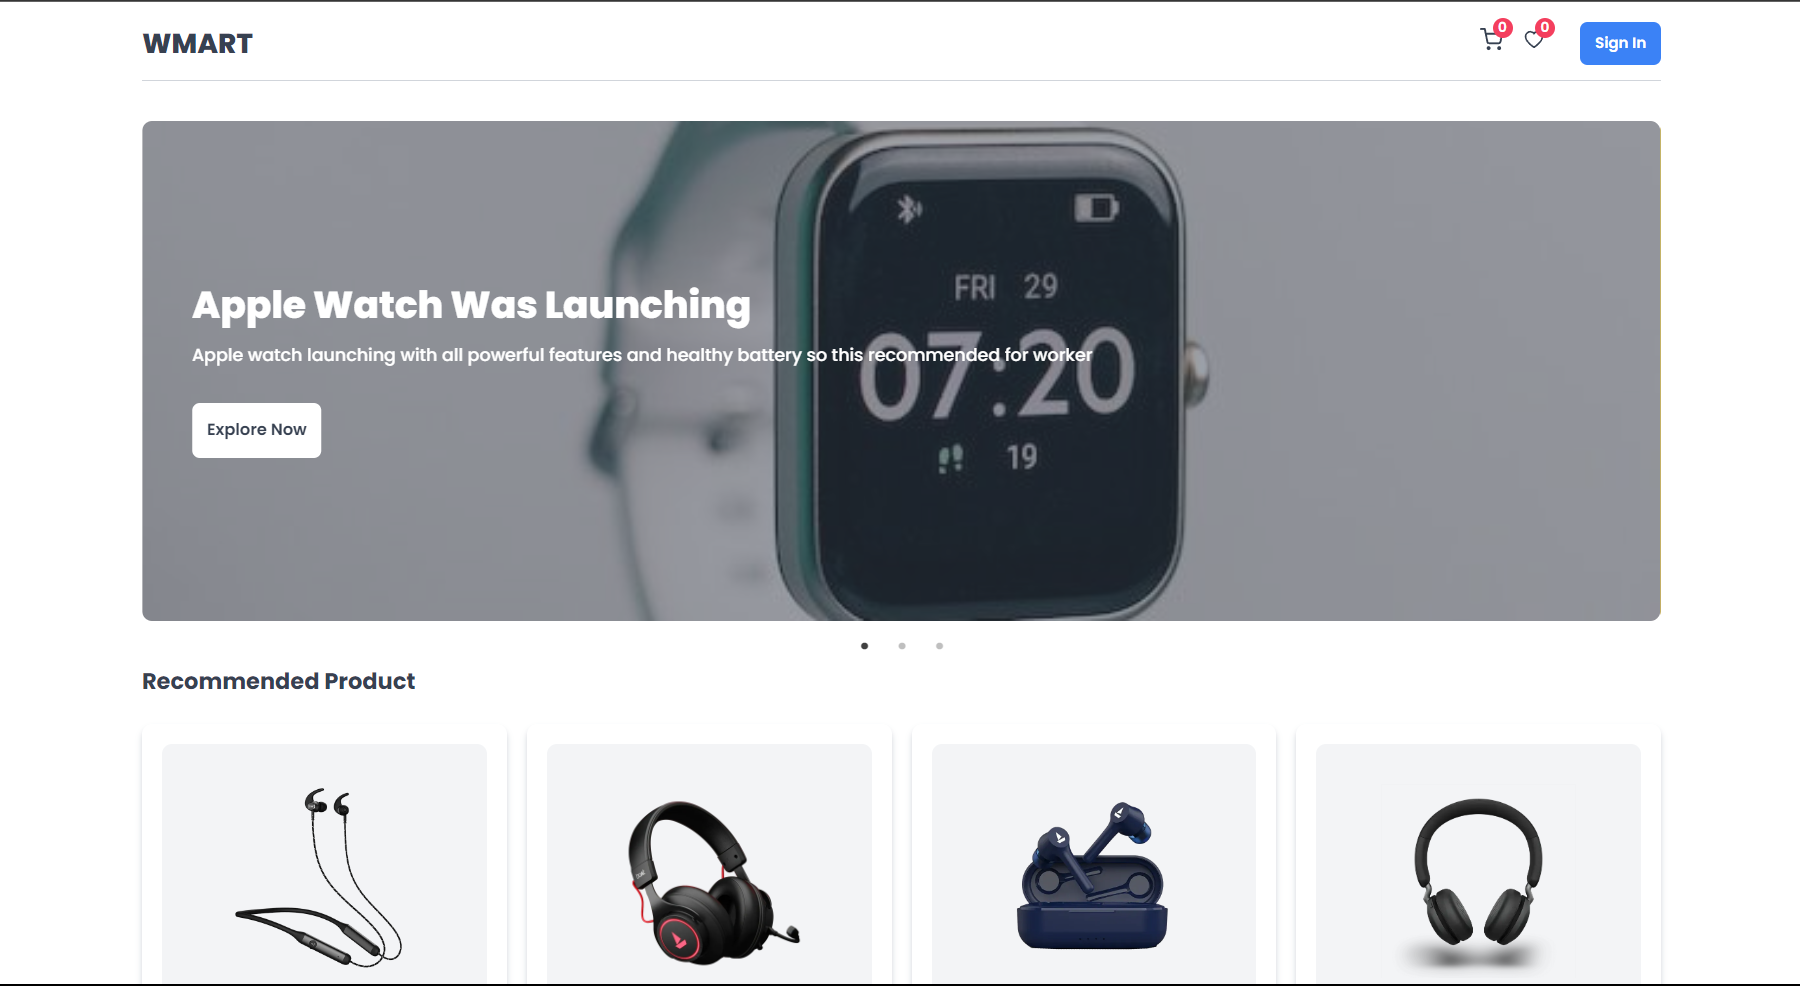 WMART
0
0
Sign In
FRI 29
07:20
19
Apple Watch Was Launching
Apple watch launching with all powerful features and healthy battery so this recommended for worker
Explore Now
Recommended Product